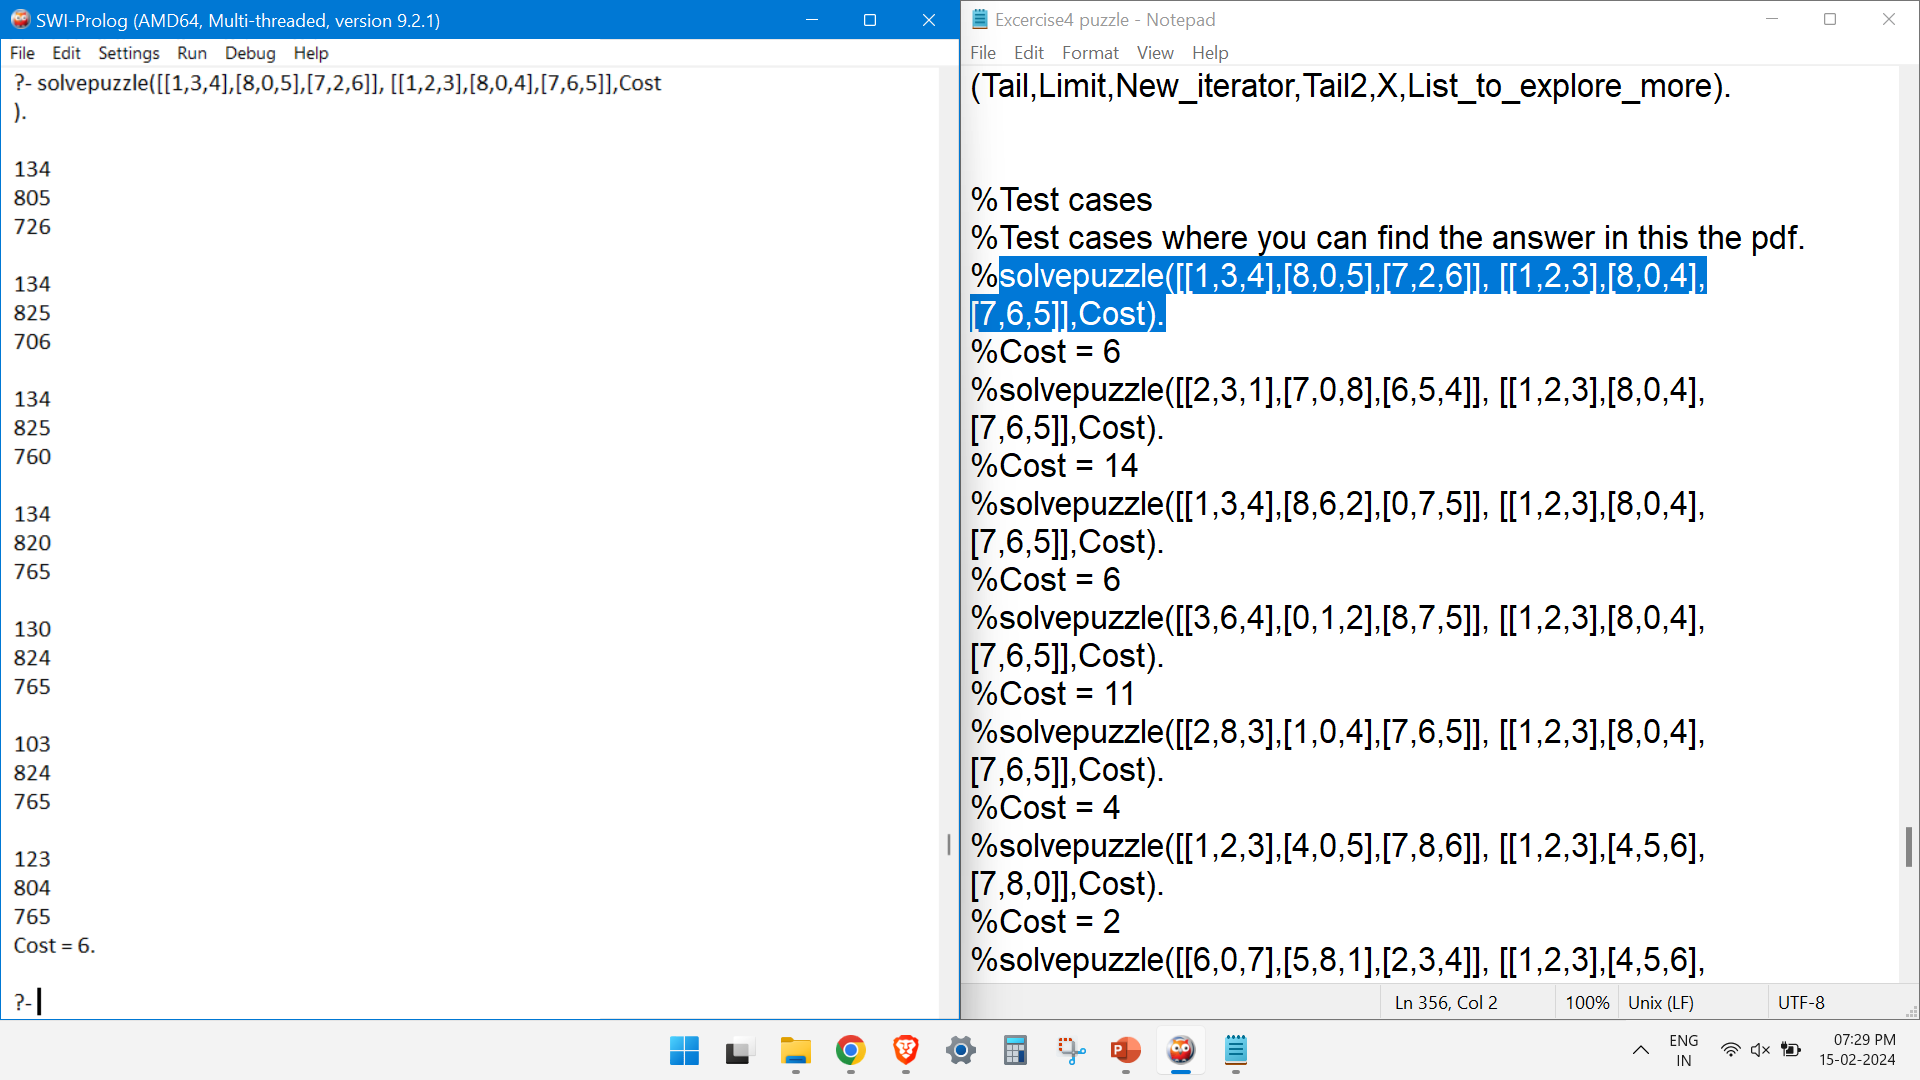 SWI-Prolog (AMD64, Multi-threaded, version 9.2.1)
File Edit Settings Run Debug Help
?- solvepuzzle([[1,3,4],[8,0,5],[7,2,6]], [[1,2,3],[8,0,4],[7,6,5]],Cost
).
134
805
726
134
825
706
134
825
760
134
820
765
130
824
765
103
824
765
123
804
765
Cost = 6.
?-
Excercise4 puzzle - Notepad
File Edit Format View Help
(Tail,Limit,New_iterator,Tail2,X,List_to_explore_more).
%Test cases
%Test cases where you can find the answer in this the pdf.
%solvepuzzle([[1,3,4],[8,0,5],[7,2,6]], [[1,2,3],[8,0,4],
[7,6,5]],Cost).
%Cost = 6
%solvepuzzle([[2,3,1],[7,0,8],[6,5,4]], [[1,2,3],[8,0,4],
[7,6,5]],Cost).
%Cost = 14
%solvepuzzle([[1,3,4],[8,6,2],[0,7,5]], [[1,2,3],[8,0,4],
[7,6,5]],Cost).
%Cost = 6
%solvepuzzle([[3,6,4],[0,1,2],[8,7,5]], [[1,2,3],[8,0,4],
[7,6,5]],Cost).
%Cost = 11
%solvepuzzle([[2,8,3],[1,0,4],[7,6,5]], [[1,2,3],[8,0,4],
[7,6,5]],Cost).
%Cost = 4
%solvepuzzle([[1,2,3],[4,0,5],[7,8,6]], [[1,2,3],[4,5,6],
[7,8,0]],Cost).
%Cost = 2
%solvepuzzle([[6,0,7],[5,8,1],[2,3,4]], [[1,2,3],[4,5,6],
Ln 356, Col 2 100% Unix (LF) UTF-8
ENG
IN
07:29 PM
15-02-2024